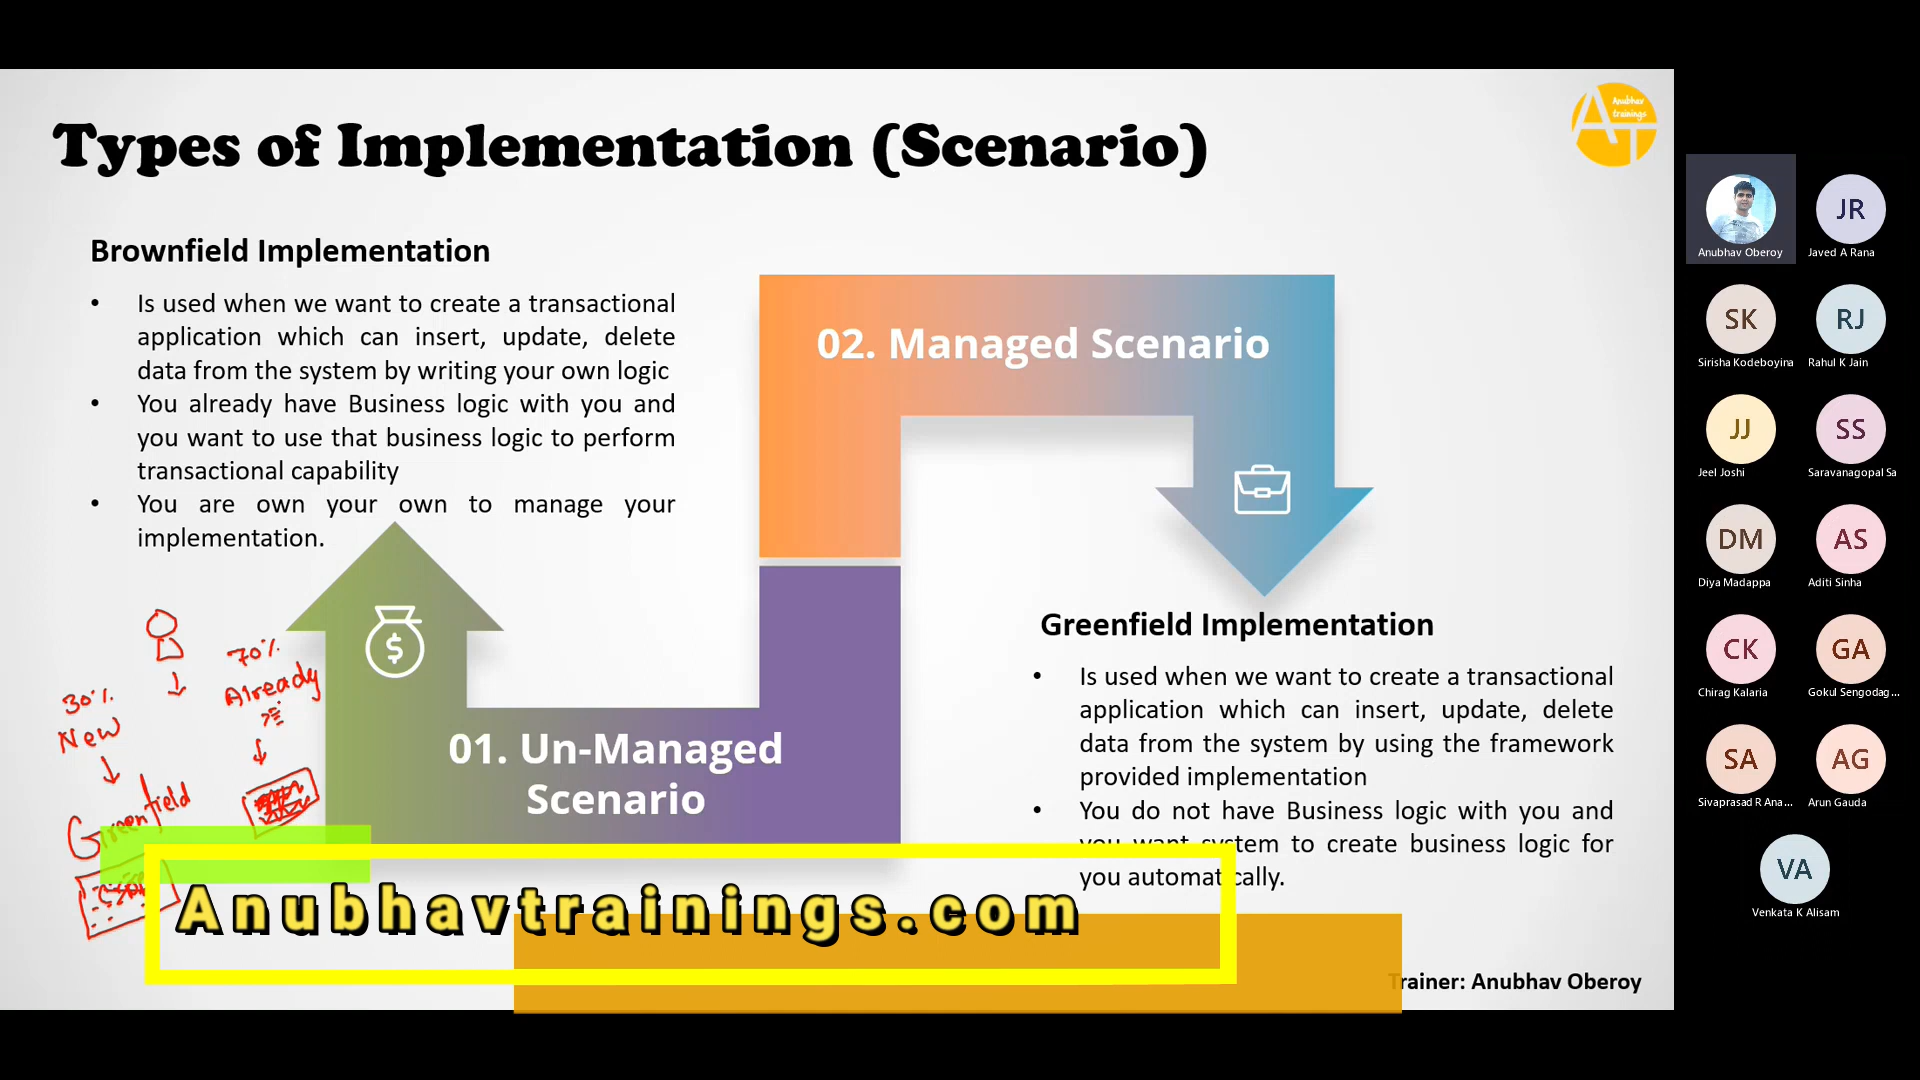 Types of Implementation (Scenario)
Anubhav
trainings
Brownfield Implementation
• Is used when we want to create a transactional
application which can insert, update, delete
data from the system by writing your own logic
• You already have Business logic with you and
you want to use that business logic to perform
transactional capability
• You are own your own to manage your
implementation.
02. Managed Scenario
01. Un-Managed
Scenario
$
Greenfield Implementation
• Is used when we want to create a transactional
application which can insert, update, delete
data from the system by using the framework
provided implementation
• You do not have Business logic with you and
you want system to create business logic for
you automatically.
70%
Already
30%
New
Greenfield
Anubhavtrainings.com
Trainer: Anubhav Oberoy
Anubhav Oberoy
JR
Javed A Rana
SK
Sirisha Kodeboyina
RJ
Rahul K Jain
JJ
Jeel Joshi
SS
Saravanagopal Sa
DM
Diya Madappa
AS
Aditi Sinha
CK
Chirag Kalaria
GA
Gokul Sengodag...
SA
Sivaprasad R Ana...
AG
Arun Gauda
VA
Venkata K Alisam